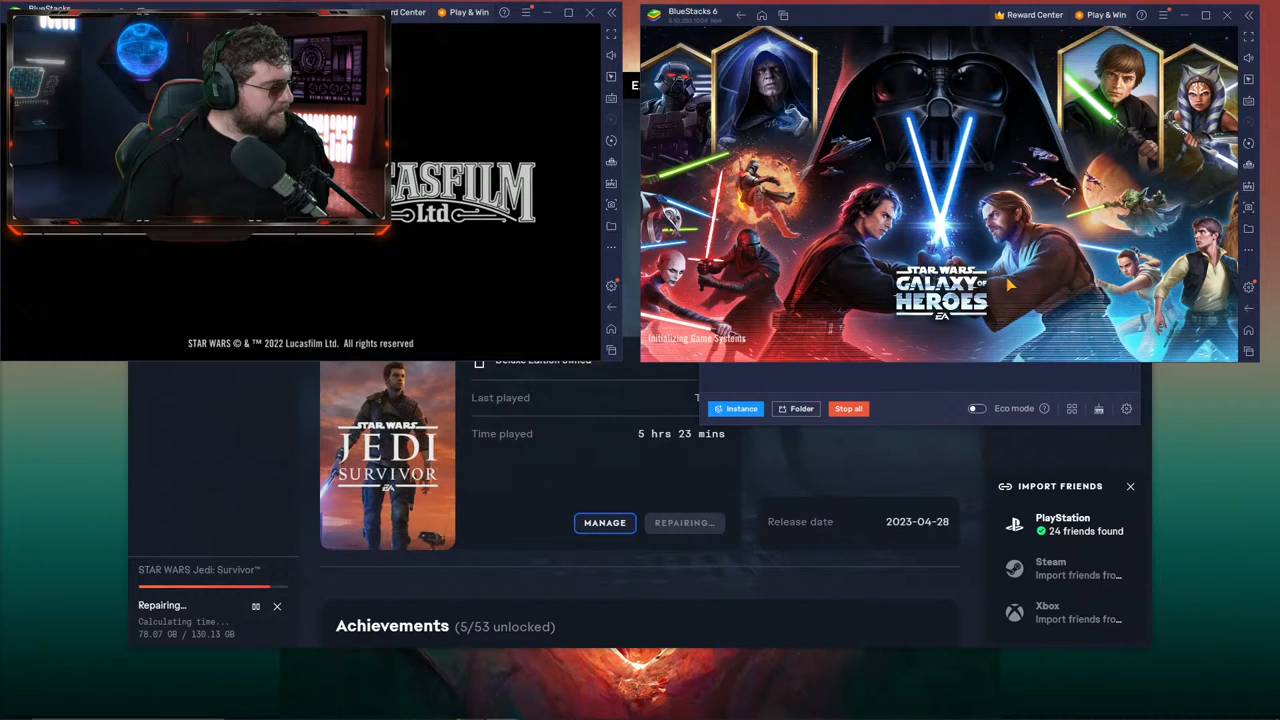 Card Center
Play & Win
BlueStacks 6
Reward Center
Play & Win
CASFILM
Ltd
STAR WARS © & ™ 2022 Lucasfilm Ltd. All rights reserved
STAR WARS
GALAXY OF
HEROES
EA
Initializing Game Systems
E
Last played
T
Time played
5 hrs 23 mins
STAR WARS
JEDI
SURVIVOR
EA
MANAGE
REPAIRING...
Instance
Folder
Stop all
Eco mode
Release date
2023-04-28
IMPORT FRIENDS
PlayStation
24 friends found
Steam
Import friends fro...
Xbox
Import friends fro...
STAR WARS Jedi: Survivor™
Repairing...
Calculating time...
78.07 GB / 130.13 GB
Achievements (5/53 unlocked)